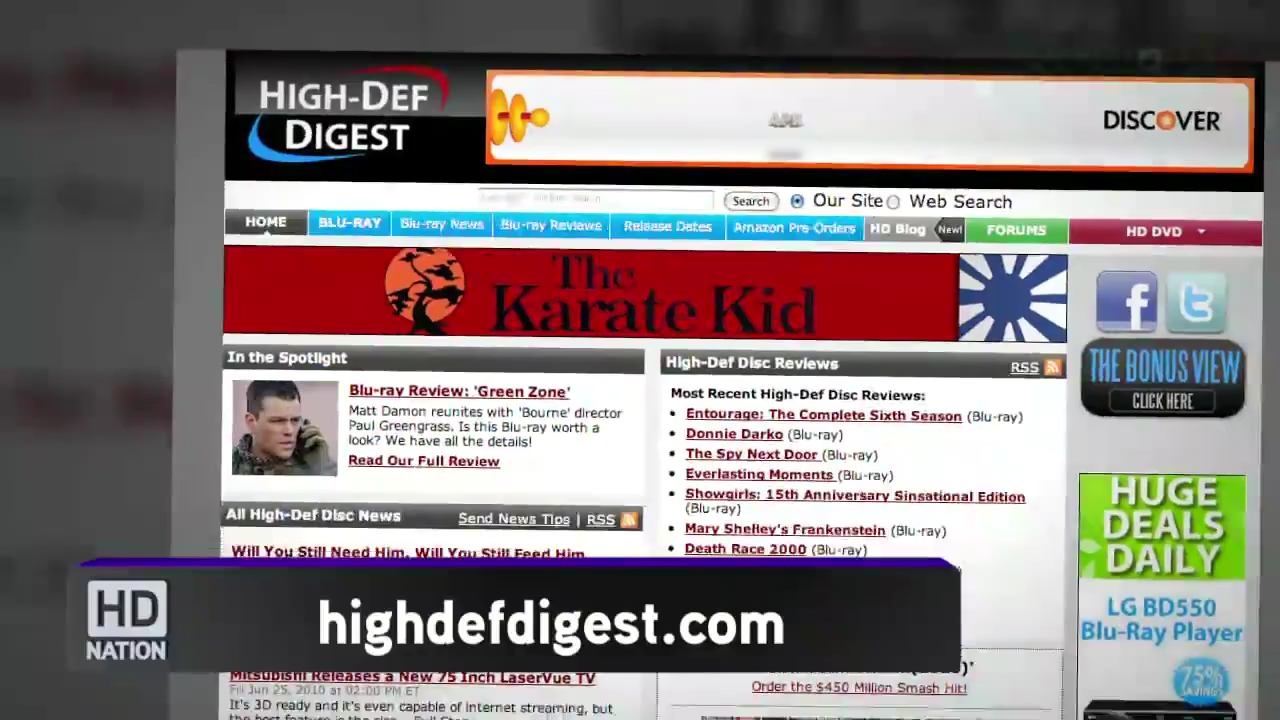 HIGH-DEF
DIGEST
DISCOVER
Search
Our Site
Web Search
HOME
BLU-RAY
Blu-ray News
Blu-ray Reviews
Release Dates
Amazon Pre-Orders
HD Blog
New!
FORUMS
HD DVD
The
Karate Kid
In the Spotlight
Blu-ray Review: 'Green Zone'
Matt Damon reunites with 'Bourne' director
Paul Greengrass. Is this Blu-ray worth a
look? We have all the details!
Read Our Full Review
All High-Def Disc News
Send News Tips | RSS
Will You Still Need Him, Will You Still Feed Him
High-Def Disc Reviews
RSS
Most Recent High-Def Disc Reviews:
• Entourage: The Complete Sixth Season (Blu-ray)
• Donnie Darko (Blu-ray)
• The Spy Next Door (Blu-ray)
• Everlasting Moments (Blu-ray)
• Showgirls: 15th Anniversary Sinsational Edition
(Blu-ray)
• Mary Shelley's Frankenstein (Blu-ray)
• Death Race 2000 (Blu-ray)
f
t
THE BONUS VIEW
CLICK HERE
HUGE
DEALS
DAILY
LG BD550
Blu-Ray Player
75%
SAVINGS
HD
NATION
highdefdigest.com
Mitsubishi Releases a New 75 Inch LaserVue TV
Fri Jun 25, 2010 at 02:00 PM ET
It's 3D ready and it's even capable of internet streaming, but
Order the $450 Million Smash Hit!